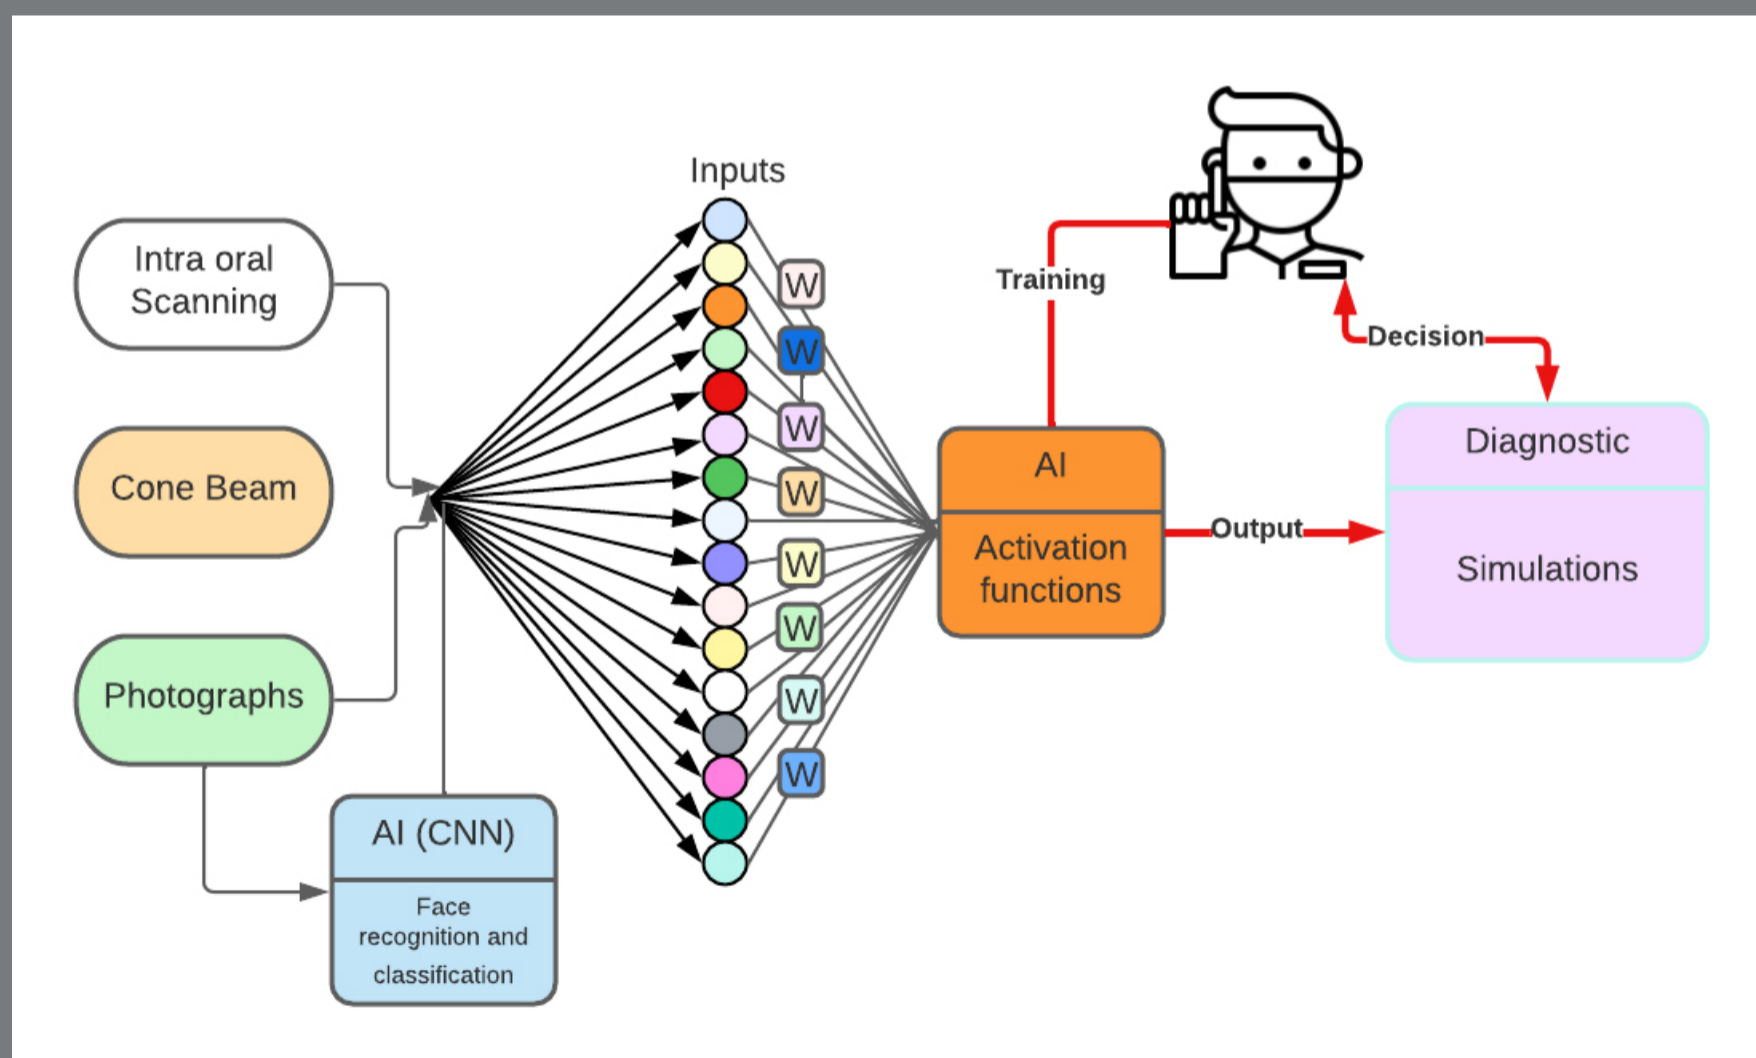 Inputs
Intra oral
Scanning
Cone Beam
Photographs
AI (CNN)
Face
recognition and
classification
W
W
W
W
W
W
W
W
AI
Activation
functions
Training
Decision
Output
Diagnostic
Simulations